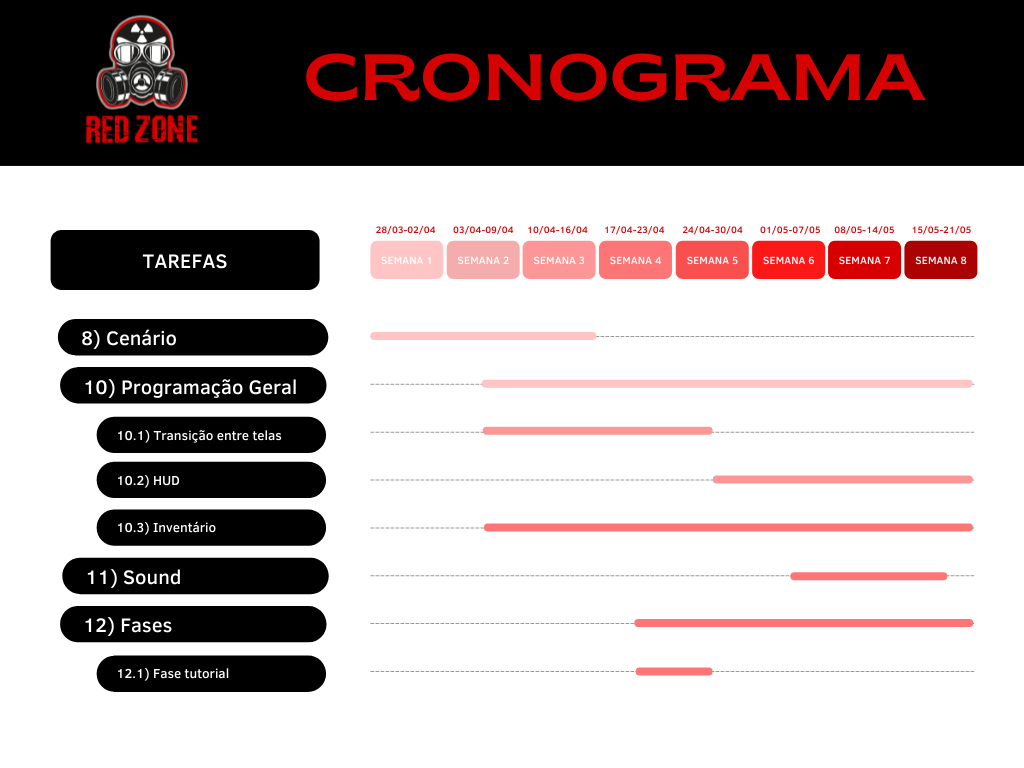 RED ZONE
CRONOGRAMA
TAREFAS
28/03-02/04 03/04-09/04 10/04-16/04 17/04-23/04 24/04-30/04 01/05-07/05 08/05-14/05 15/05-21/05
SEMANA 1 SEMANA 2 SEMANA 3 SEMANA 4 SEMANA 5 SEMANA 6 SEMANA 7 SEMANA 8
8) Cenário
10) Programação Geral
10.1) Transição entre telas
10.2) HUD
10.3) Inventário
11) Sound
12) Fases
12.1) Fase tutorial